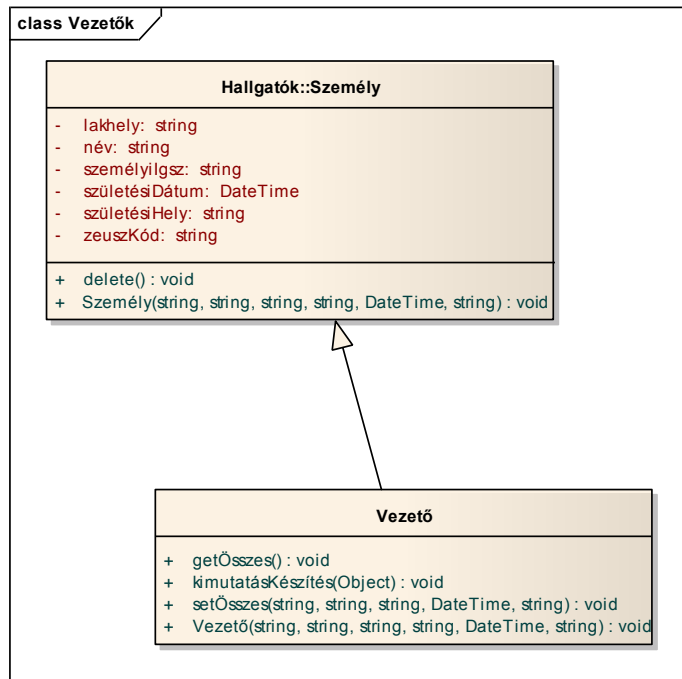 class Vezetők
Hallgatók::Személy
- lakhely: string
- név: string
- személyiIgsz: string
- születésiDátum: DateTime
- születésiHely: string
- zeuszKód: string
+ delete() : void
+ Személy(string, string, string, string, DateTime, string) : void
Vezető
+ getÖsszes() : void
+ kimutatásKészítés(Object) : void
+ setÖsszes(string, string, string, DateTime, string) : void
+ Vezető(string, string, string, string, DateTime, string) : void